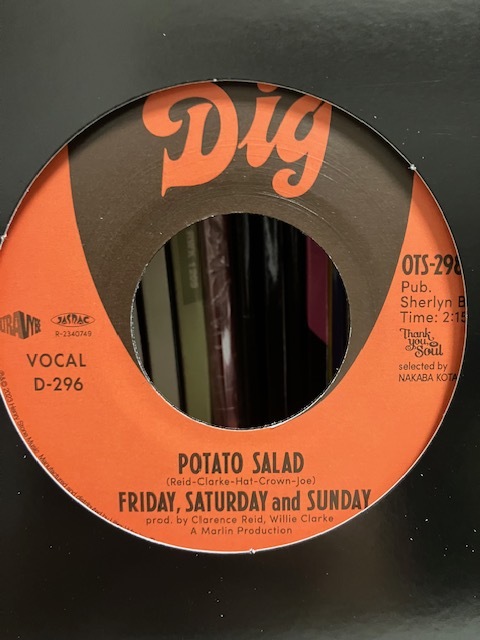 Dig
OTS-298
Pub.
Sherlyn B
Time: 2:15
Thank
you
Soul
selected by
NAKABA KOTA
JASRAC
R-2340749
VOCAL
D-296
POTATO SALAD
(Reid-Clarke-Hat-Crown-Joe)
FRIDAY, SATURDAY and SUNDAY
prod. by Clarence Reid, Willie Clarke
A Marlin Production